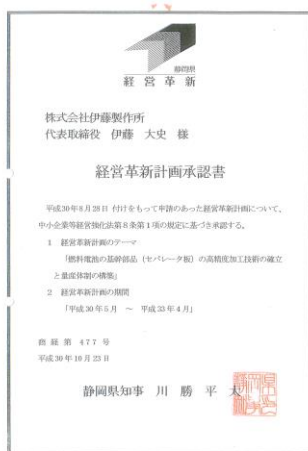 静岡県
経営革新
株式会社伊藤製作所
代表取締役 伊藤 大史 様
経営革新計画承認書
平成30年8月28日 付けをもって申請のあった経営革新計画について、
中小企業等経営強化法第8条第1項の規定に基づき承認する。
1 経営革新計画のテーマ
「燃料電池の基幹部品（セパレータ板）の高精度加工技術の確立
と量産体制の構築」
2 経営革新計画の期間
「平成30年5月 ～ 平成33年4月」
商経第 477 号
平成30年10月23日
静岡県知事 川勝平太